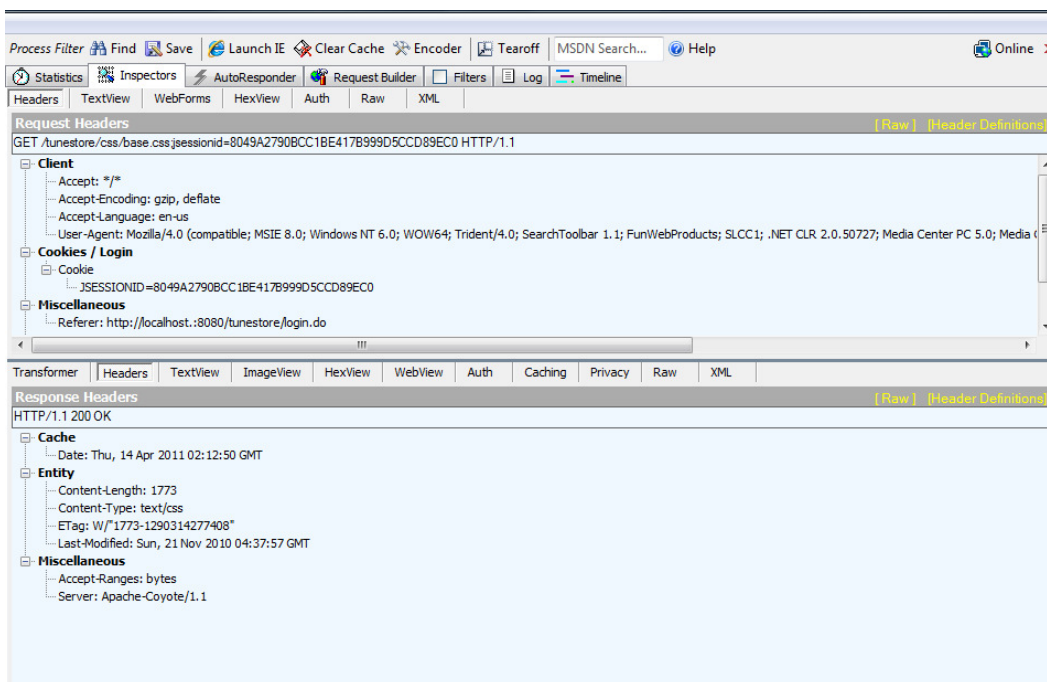 Process Filter Find Save Launch IE Clear Cache Encoder Tearoff MSDN Search... Help Online
Statistics Inspectors AutoResponder Request Builder Filters Log Timeline
Headers TextView WebForms HexView Auth Raw XML
Request Headers [ Raw ] [Header Definitions]
GET /tunestore/css/base.css;jsessionid=8049A2790BCC1BE417B999D5CCD89EC0 HTTP/1.1
Client
Accept: */*
Accept-Encoding: gzip, deflate
Accept-Language: en-us
User-Agent: Mozilla/4.0 (compatible; MSIE 8.0; Windows NT 6.0; WOW64; Trident/4.0; SearchToolbar 1.1; FunWebProducts; SLCC1; .NET CLR 2.0.50727; Media Center PC 5.0; Media
Cookies / Login
Cookie
JSESSIONID=8049A2790BCC1BE417B999D5CCD89EC0
Miscellaneous
Referer: http://localhost.:8080/tunestore/login.do
Transformer Headers TextView ImageView HexView WebView Auth Caching Privacy Raw XML
Response Headers [ Raw ] [Header Definitions]
HTTP/1.1 200 OK
Cache
Date: Thu, 14 Apr 2011 02:12:50 GMT
Entity
Content-Length: 1773
Content-Type: text/css
ETag: W/"1773-1290314277408"
Last-Modified: Sun, 21 Nov 2010 04:37:57 GMT
Miscellaneous
Accept-Ranges: bytes
Server: Apache-Coyote/1.1